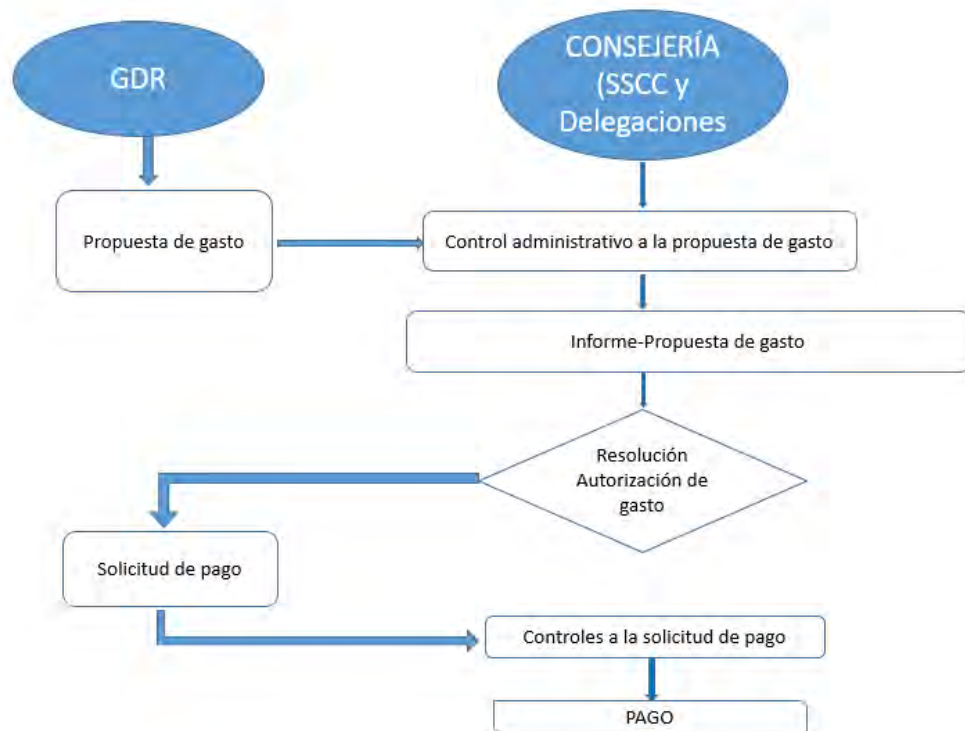 GDR
CONSEJERÍA
(SSCC y
Delegaciones
Propuesta de gasto
Control administrativo a la propuesta de gasto
Informe-Propuesta de gasto
Resolución
Autorización de
gasto
Solicitud de pago
Controles a la solicitud de pago
PAGO